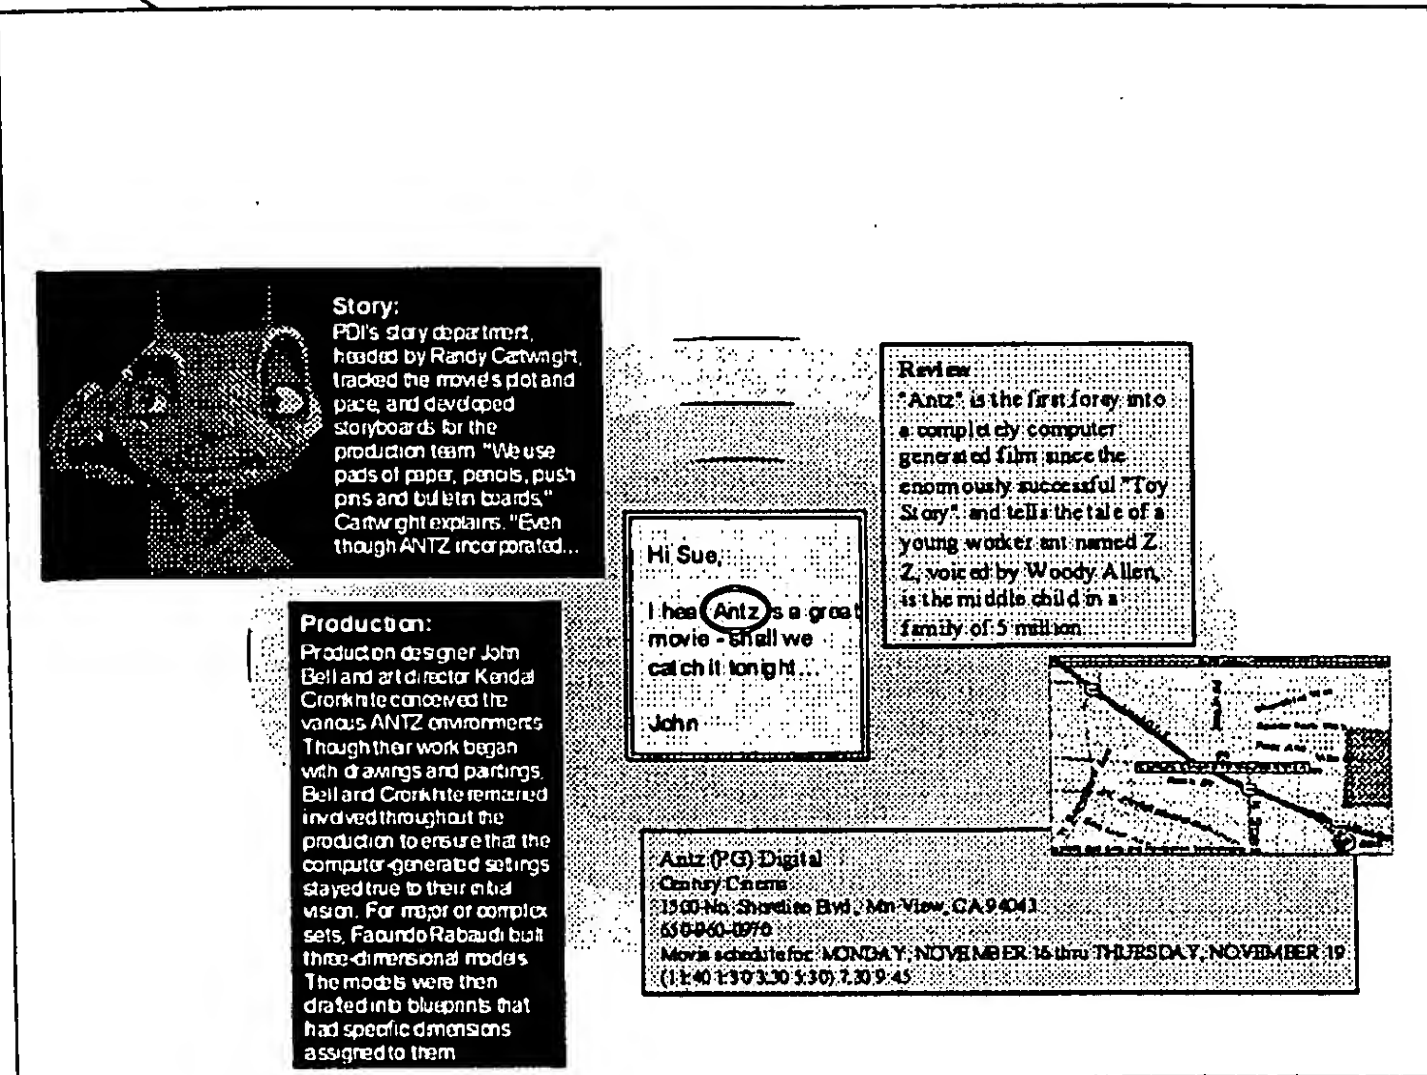 Story:
PDI's story department,
headed by Randy Cartwright,
tracked the movie's plot and
pace, and developed
storyboards for the
production team. "We use
pads of paper, pencils, push
pins and bulletin boards,"
Cartwright explains. "Even
though ANTZ incorporated...
Production:
Production designer John
Bell and art director Kendal
Cronkhite conceived the
various ANTZ environments
Though their work began
with drawings and paintings,
Bell and Cronkhite remained
involved throughout the
production to ensure that the
computer-generated settings
stayed true to their initial
vision. For major or complex
sets, Facundo Rabaudi built
three-dimensional models
The models were then
drafted into blueprints that
had specific dimensions
assigned to them
Hi Sue,
I hear Antz is a great
movie - shall we
catch it tonight...
John
Review
"Antz" is the first foray into
a completely computer
generated film since the
enormously successful "Toy
Story" and tells the tale of a
young worker ant named Z
Z, voiced by Woody Allen,
is the middle child in a
family of 5 million...
Antz (PG) Digital
Century Cinema
1500 No. Shoreline Blvd., Mtn View, CA 94043
650-960-0970
Movie schedule for: MONDAY, NOVEMBER 16 thru THURSDAY, NOVEMBER 19
(11:40 1:30 3:30 5:30) 7:30 9:45